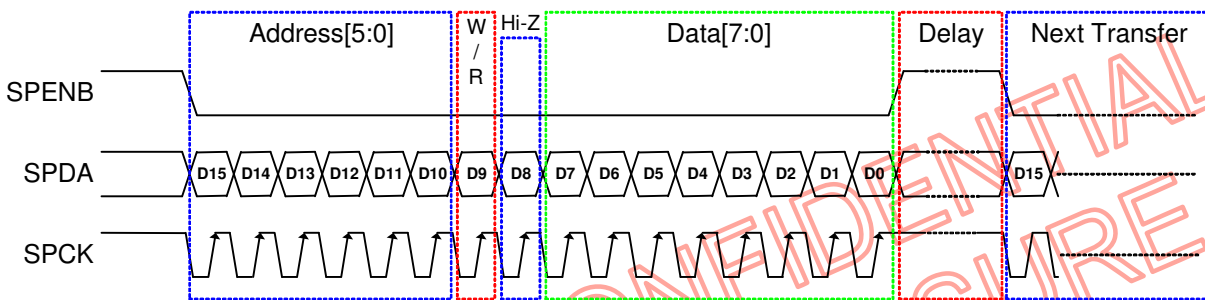 Address[5:0] W / R Hi-Z Data[7:0] Delay Next Transfer
SPENB
SPDA D15 D14 D13 D12 D11 D10 D9 D8 D7 D6 D5 D4 D3 D2 D1 D0 D15
SPCK
CONFIDENTIAL
SURE